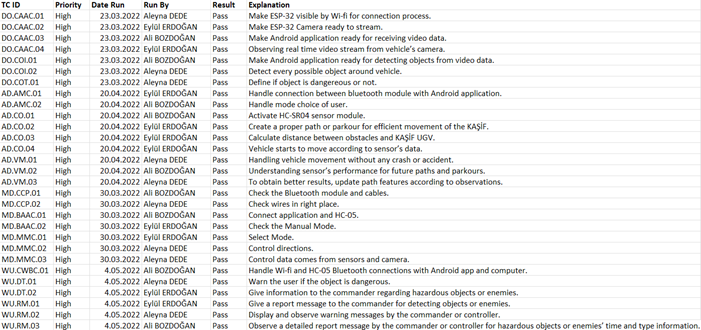 TC ID Priority Date Run Run By Result Explanation
DO.CAAC.01 High 23.03.2022 Aleyna DEDE Pass Make ESP-32 visible by Wi-fi for connection process.
DO.CAAC.02 High 23.03.2022 Eylül ERDOĞAN Pass Make ESP-32 Camera ready to stream.
DO.CAAC.03 High 23.03.2022 Ali BOZDOĞAN Pass Make Android application ready for receiving video data.
DO.CAAC.04 High 23.03.2022 Eylül ERDOĞAN Pass Observing real time video stream from vehicle's camera.
DO.COI.01 High 23.03.2022 Ali BOZDOĞAN Pass Make Android application ready for detecting objects from video data.
DO.COI.02 High 23.03.2022 Aleyna DEDE Pass Detect every possible object around vehicle.
DO.COT.01 High 23.03.2022 Aleyna DEDE Pass Define if object is dangereous or not.
AD.AMC.01 High 20.04.2022 Eylül ERDOĞAN Pass Handle connection between bluetooth module with Android application.
AD.AMC.02 High 20.04.2022 Ali BOZDOĞAN Pass Handle mode choice of user.
AD.CO.01 High 20.04.2022 Ali BOZDOĞAN Pass Activate HC-SR04 sensor module.
AD.CO.02 High 20.04.2022 Eylül ERDOĞAN Pass Create a proper path or parkour for efficient movement of the KAŞİF.
AD.CO.03 High 20.04.2022 Eylül ERDOĞAN Pass Calculate distance between obstacles and KAŞİF UGV.
AD.CO.04 High 20.04.2022 Eylül ERDOĞAN Pass Vehicle starts to move according to sensor's data.
AD.VM.01 High 20.04.2022 Aleyna DEDE Pass Handling vehicle movement without any crash or accident.
AD.VM.02 High 20.04.2022 Ali BOZDOĞAN Pass Understanding sensor's performance for future paths and parkours.
AD.VM.03 High 20.04.2022 Aleyna DEDE Pass To obtain better results, update path features according to observations.
MD.CCP.01 High 30.03.2022 Ali BOZDOĞAN Pass Check the Bluetooth module and cables.
MD.CCP.02 High 30.03.2022 Aleyna DEDE Pass Check wires in right place.
MD.BAAC.01 High 30.03.2022 Ali BOZDOĞAN Pass Connect application and HC-05.
MD.BAAC.02 High 30.03.2022 Eylül ERDOĞAN Pass Check the Manual Mode.
MD.MMC.01 High 30.03.2022 Eylül ERDOĞAN Pass Select Mode.
MD.MMC.02 High 30.03.2022 Aleyna DEDE Pass Control directions.
MD.MMC.03 High 30.03.2022 Aleyna DEDE Pass Control data comes from sensors and camera.
WU.CWBC.01 High 4.05.2022 Ali BOZDOĞAN Pass Handle Wi-fi and HC-05 Bluetooth connections with Android app and computer.
WU.DT.01 High 4.05.2022 Aleyna DEDE Pass Warn the user if the object is dangerous.
WU.DT.02 High 4.05.2022 Eylül ERDOĞAN Pass Give information to the commander regarding hazardous objects or enemies.
WU.RM.01 High 4.05.2022 Eylül ERDOĞAN Pass Give a report message to the commander for detecting objects or enemies.
WU.RM.02 High 4.05.2022 Aleyna DEDE Pass Display and observe warning messages by the commander or controller.
WU.RM.03 High 4.05.2022 Ali BOZDOĞAN Pass Observe a detailed report message by the commander or controller for hazardous objects or enemies' time and type information.